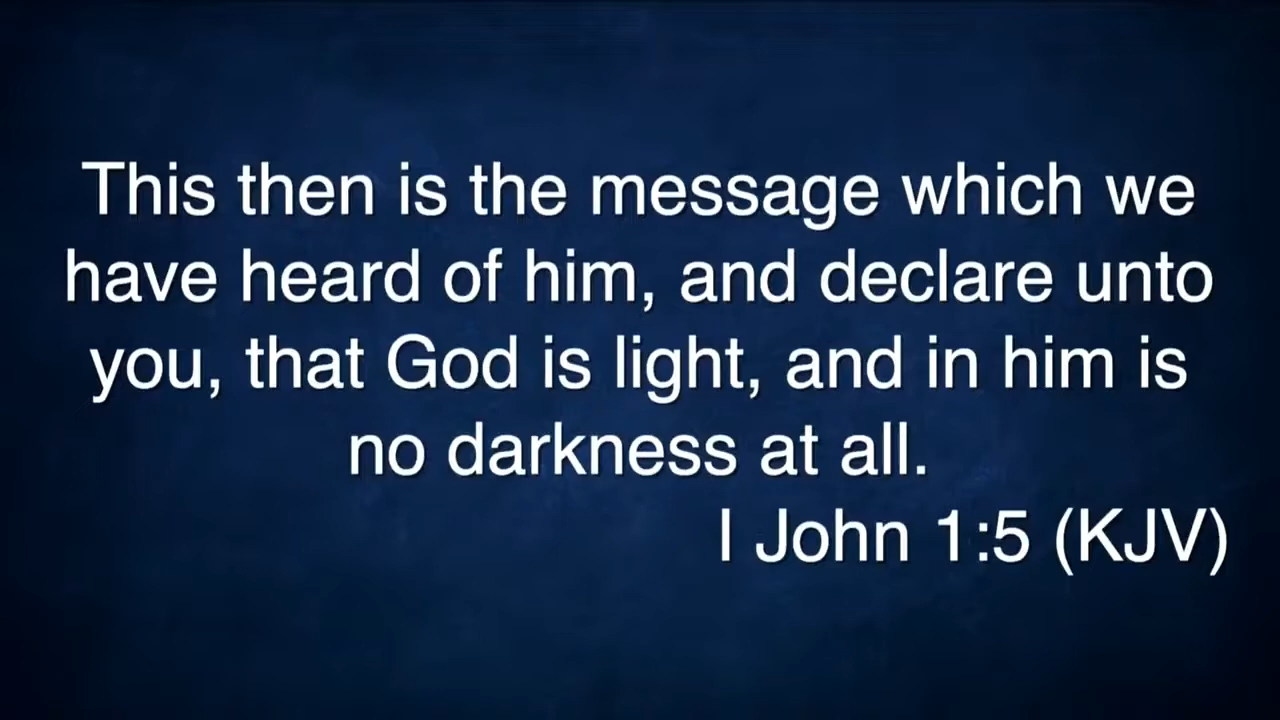 This then is the message which we
have heard of him, and declare unto
you, that God is light, and in him is
no darkness at all.
I John 1:5 (KJV)